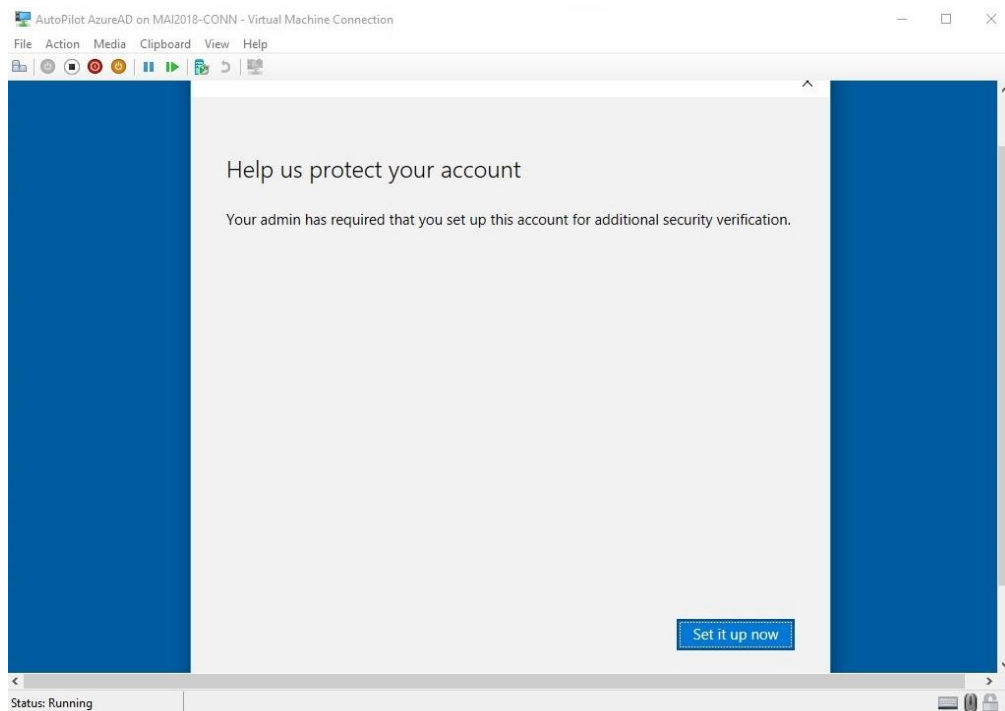 AutoPilot AzureAD on MAI2018-CONN - Virtual Machine Connection
File Action Media Clipboard View Help
Help us protect your account
Your admin has required that you set up this account for additional security verification.
Set it up now
Status: Running